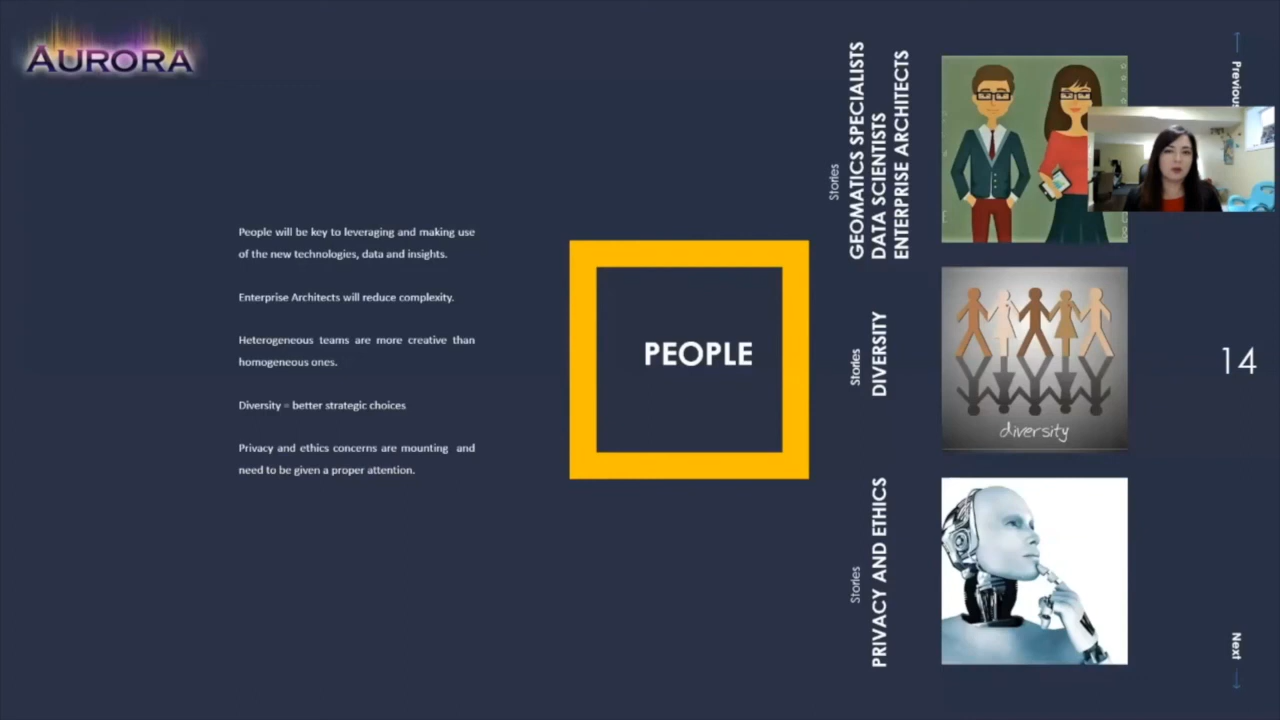 AURORA
People will be key to leveraging and making use
of the new technologies, data and insights.
Enterprise Architects will reduce complexity.
Heterogeneous teams are more creative than
homogeneous ones.
Diversity = better strategic choices
Privacy and ethics concerns are mounting and
need to be given a proper attention.
PEOPLE
Stories
GEOMATICS SPECIALISTS
DATA SCIENTISTS
ENTERPRISE ARCHITECTS
Stories
DIVERSITY
diversity
Stories
PRIVACY AND ETHICS
Previous
14
Next